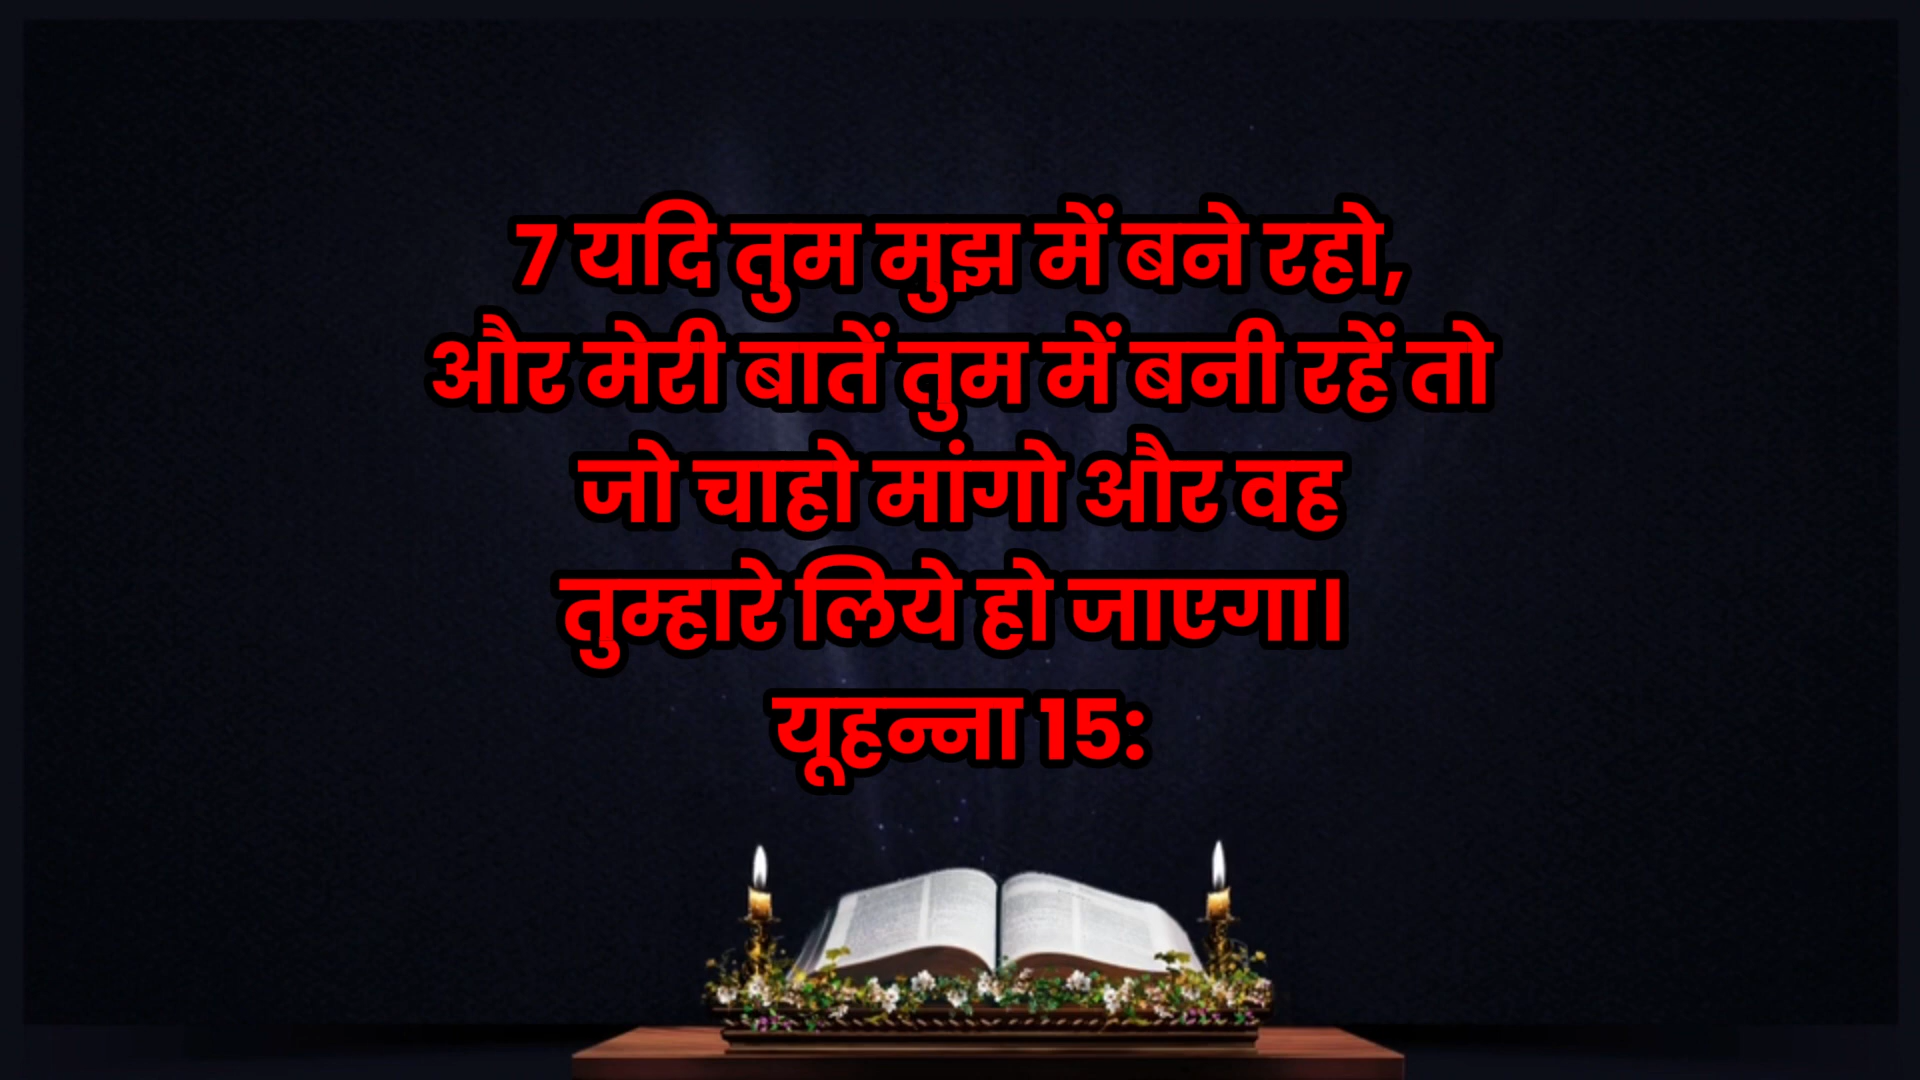 7 यदि तुम मुझ में बने रहो,
और मेरी बातें तुम में बनी रहें तो
जो चाहो मांगो और वह
तुम्हारे लिये हो जाएगा।
यूहन्ना 15: